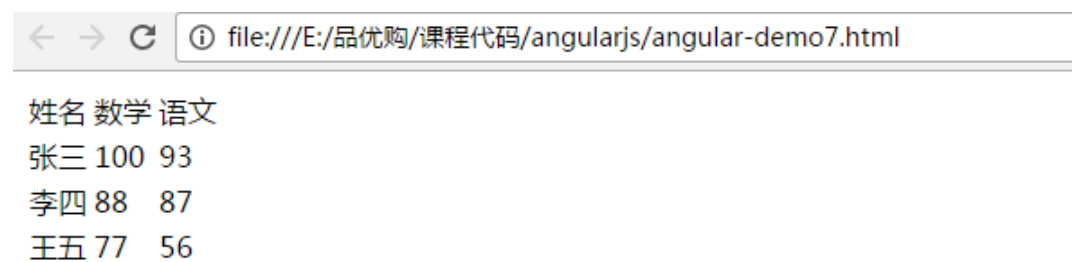 file:///E:/品优购/课程代码/angularjs/angular-demo7.html
姓名 数学 语文
张三 100 93
李四 88 87
王五 77 56